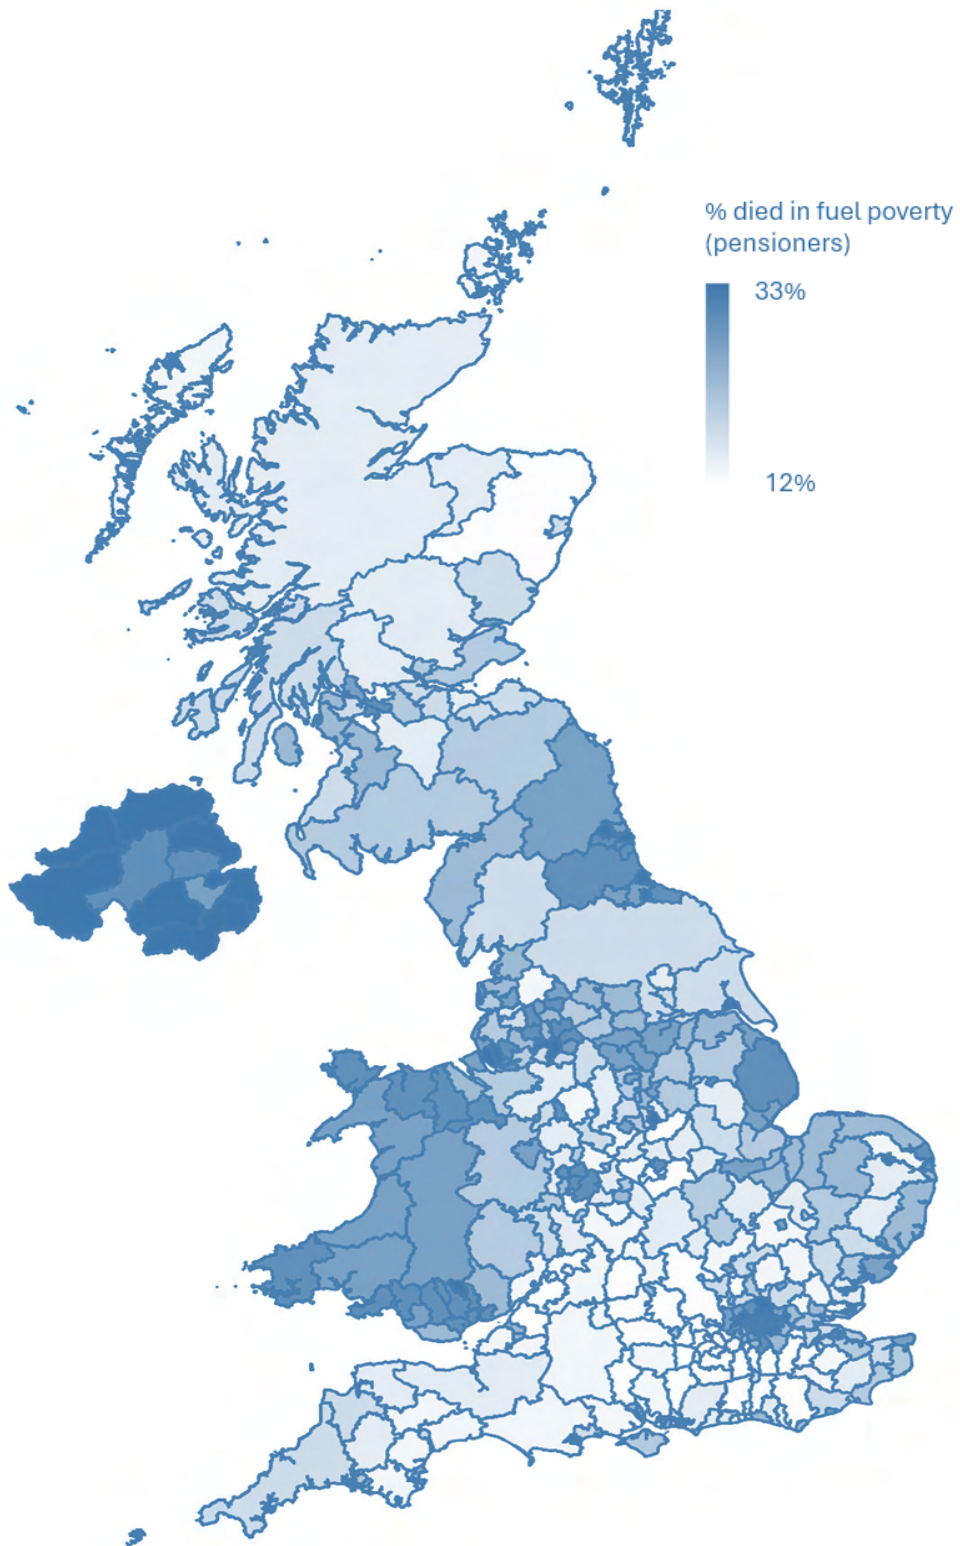 % died in fuel poverty
(pensioners)
33%
12%